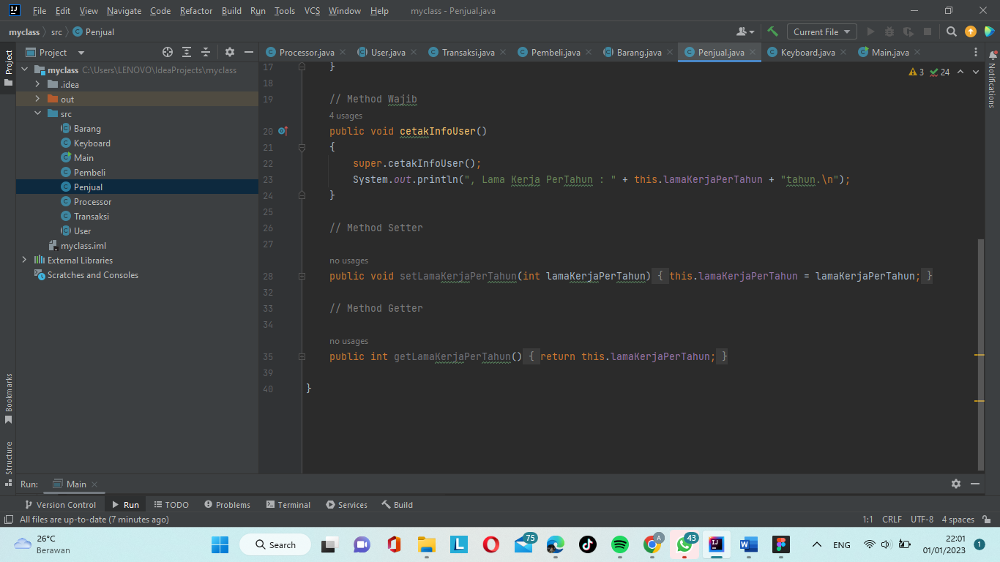 File Edit View Navigate Code Refactor Build Run Tools VCS Window Help myclass - Penjual.java
myclass src Penjual Current File
Project
Processor.java User.java Transaksi.java Pembeli.java Barang.java Penjual.java Keyboard.java Main.java
Project
Notifications
myclass C:\Users\LENOVO\IdeaProjects\myclass
.idea
out
src
Barang
Keyboard
Main
Pembeli
Penjual
Processor
Transaksi
User
myclass.iml
External Libraries
Scratches and Consoles
3 24
17 }
18
19 // Method Wajib
4 usages
20 public void cetakInfoUser()
21 {
22 super.cetakInfoUser();
23 System.out.println(", Lama Kerja PerTahun : " + this.lamaKerjaPerTahun + "tahun.\n");
24 }
25
26 // Method Setter
27
no usages
28 public void setLamaKerjaPerTahun(int lamaKerjaPerTahun) { this.lamaKerjaPerTahun = lamaKerjaPerTahun; }
32
33 // Method Getter
34
no usages
35 public int getLamaKerjaPerTahun() { return this.lamaKerjaPerTahun; }
39
40 }
Bookmarks
Structure
Run: Main
Version Control Run TODO Problems Terminal Services Build
All files are up-to-date (7 minutes ago) 1:1 CRLF UTF-8 4 spaces
26°C
Berawan
Search
75
A
43
ENG
22:01
01/01/2023
1